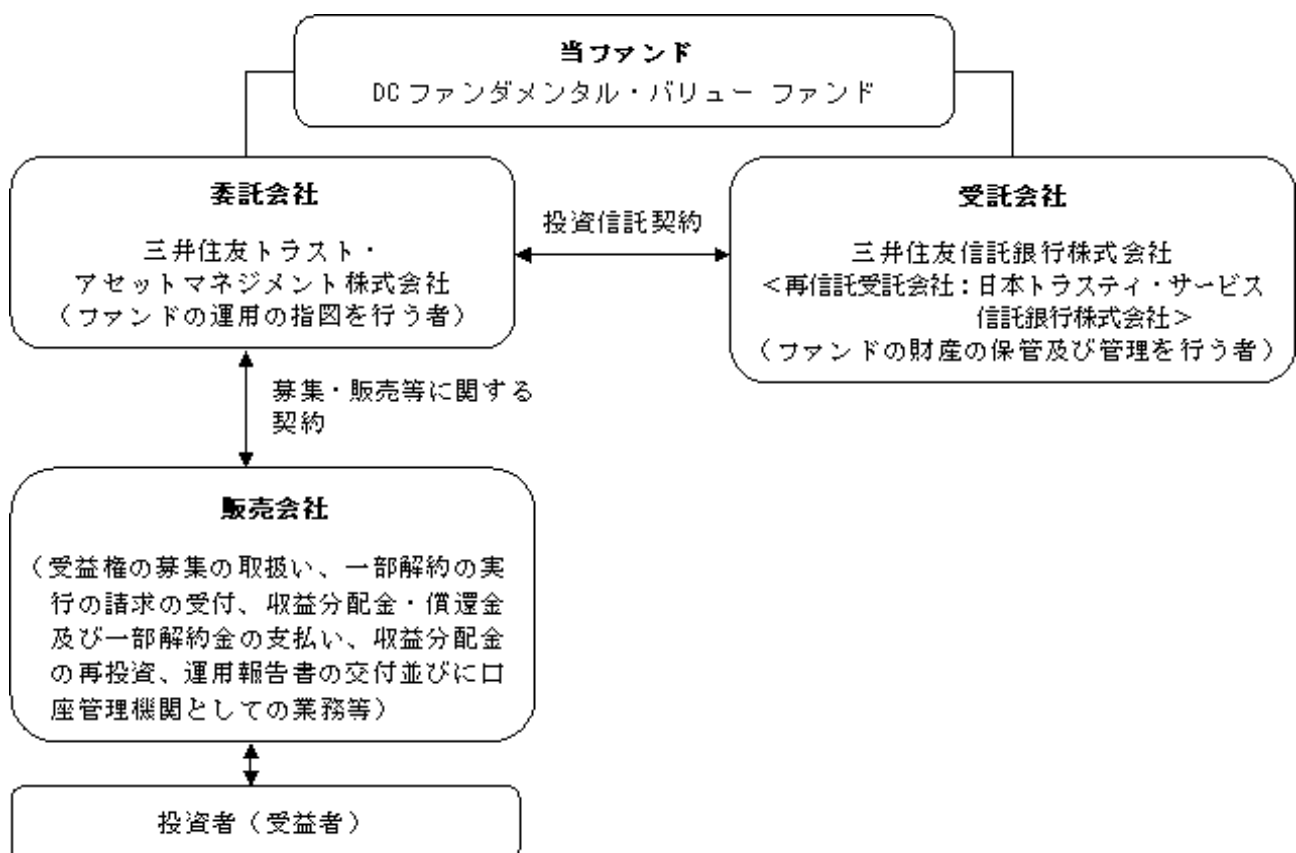 当ファンド
DCファンダメンタル・バリュー ファンド
委託会社
三井住友トラスト・
アセットマネジメント株式会社
（ファンドの運用の指図を行う者）
投資信託契約
受託会社
三井住友信託銀行株式会社
＜再信託受託会社：日本トラスティ・サービス
信託銀行株式会社＞
（ファンドの財産の保管及び管理を行う者）
募集・販売等に関する
契約
販売会社
（受益権の募集の取扱い、一部解約の実
行の請求の受付、収益分配金・償還金
及び一部解約金の支払い、収益分配金
の再投資、運用報告書の交付並びに口
座管理機関としての業務等）
投資者（受益者）